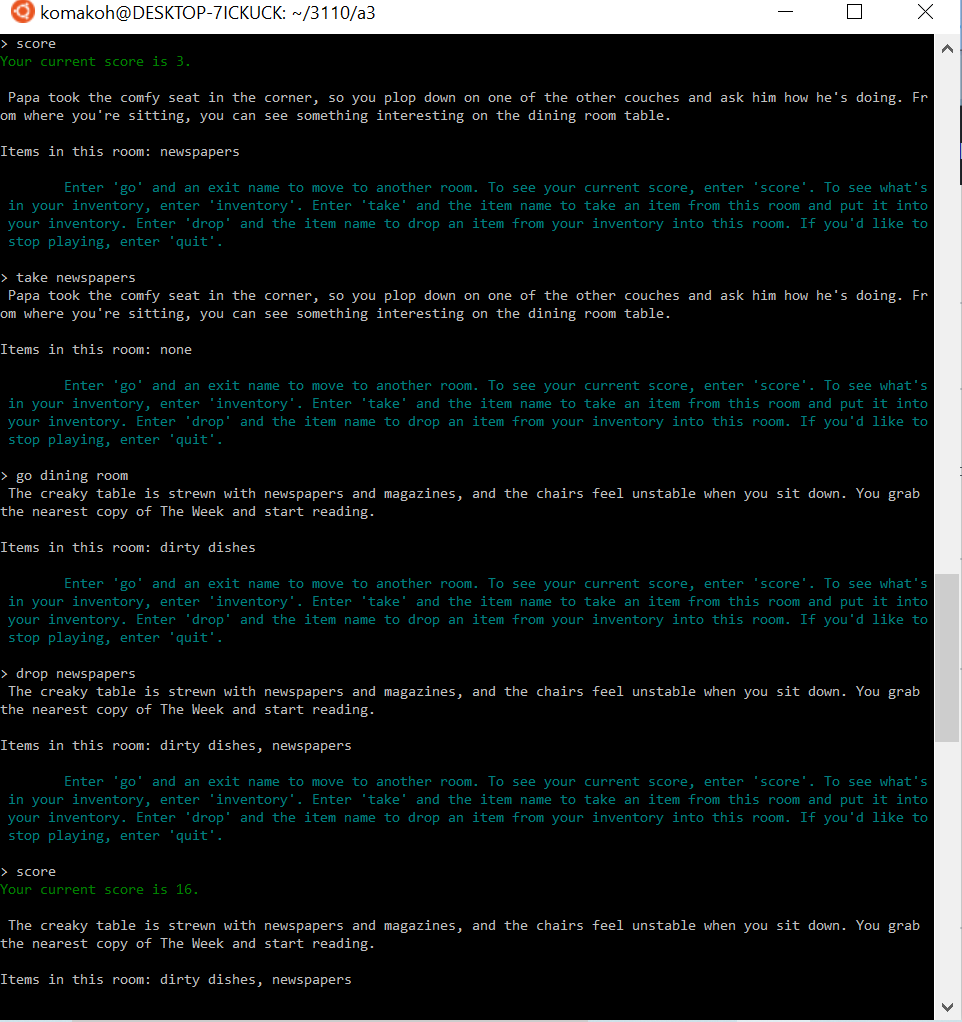 komakoh@DESKTOP-7ICKUCK: ~/3110/a3
> score
Your current score is 3.
Papa took the comfy seat in the corner, so you plop down on one of the other couches and ask him how he's doing. Fr
om where you're sitting, you can see something interesting on the dining room table.
Items in this room: newspapers
Enter 'go' and an exit name to move to another room. To see your current score, enter 'score'. To see what's
in your inventory, enter 'inventory'. Enter 'take' and the item name to take an item from this room and put it into
your inventory. Enter 'drop' and the item name to drop an item from your inventory into this room. If you'd like to
stop playing, enter 'quit'.
> take newspapers
Papa took the comfy seat in the corner, so you plop down on one of the other couches and ask him how he's doing. Fr
om where you're sitting, you can see something interesting on the dining room table.
Items in this room: none
Enter 'go' and an exit name to move to another room. To see your current score, enter 'score'. To see what's
in your inventory, enter 'inventory'. Enter 'take' and the item name to take an item from this room and put it into
your inventory. Enter 'drop' and the item name to drop an item from your inventory into this room. If you'd like to
stop playing, enter 'quit'.
> go dining room
The creaky table is strewn with newspapers and magazines, and the chairs feel unstable when you sit down. You grab
the nearest copy of The Week and start reading.
Items in this room: dirty dishes
Enter 'go' and an exit name to move to another room. To see your current score, enter 'score'. To see what's
in your inventory, enter 'inventory'. Enter 'take' and the item name to take an item from this room and put it into
your inventory. Enter 'drop' and the item name to drop an item from your inventory into this room. If you'd like to
stop playing, enter 'quit'.
> drop newspapers
The creaky table is strewn with newspapers and magazines, and the chairs feel unstable when you sit down. You grab
the nearest copy of The Week and start reading.
Items in this room: dirty dishes, newspapers
Enter 'go' and an exit name to move to another room. To see your current score, enter 'score'. To see what's
in your inventory, enter 'inventory'. Enter 'take' and the item name to take an item from this room and put it into
your inventory. Enter 'drop' and the item name to drop an item from your inventory into this room. If you'd like to
stop playing, enter 'quit'.
> score
Your current score is 16.
The creaky table is strewn with newspapers and magazines, and the chairs feel unstable when you sit down. You grab
the nearest copy of The Week and start reading.
Items in this room: dirty dishes, newspapers